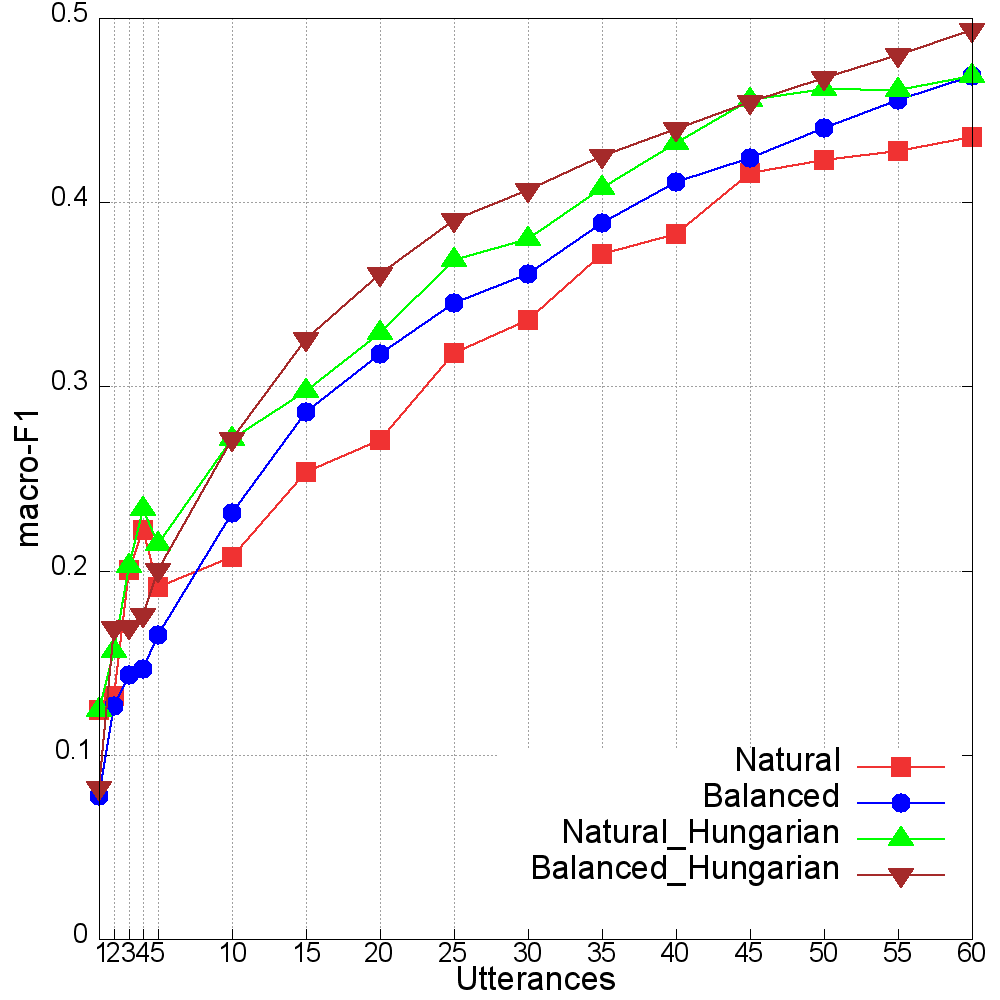 0.5
0.4
0.3
0.2
0.1
0
macro-F1
Natural
Balanced
Natural_Hungarian
Balanced_Hungarian
1 2 3 4 5 10 15 20 25 30 35 40 45 50 55 60
Utterances